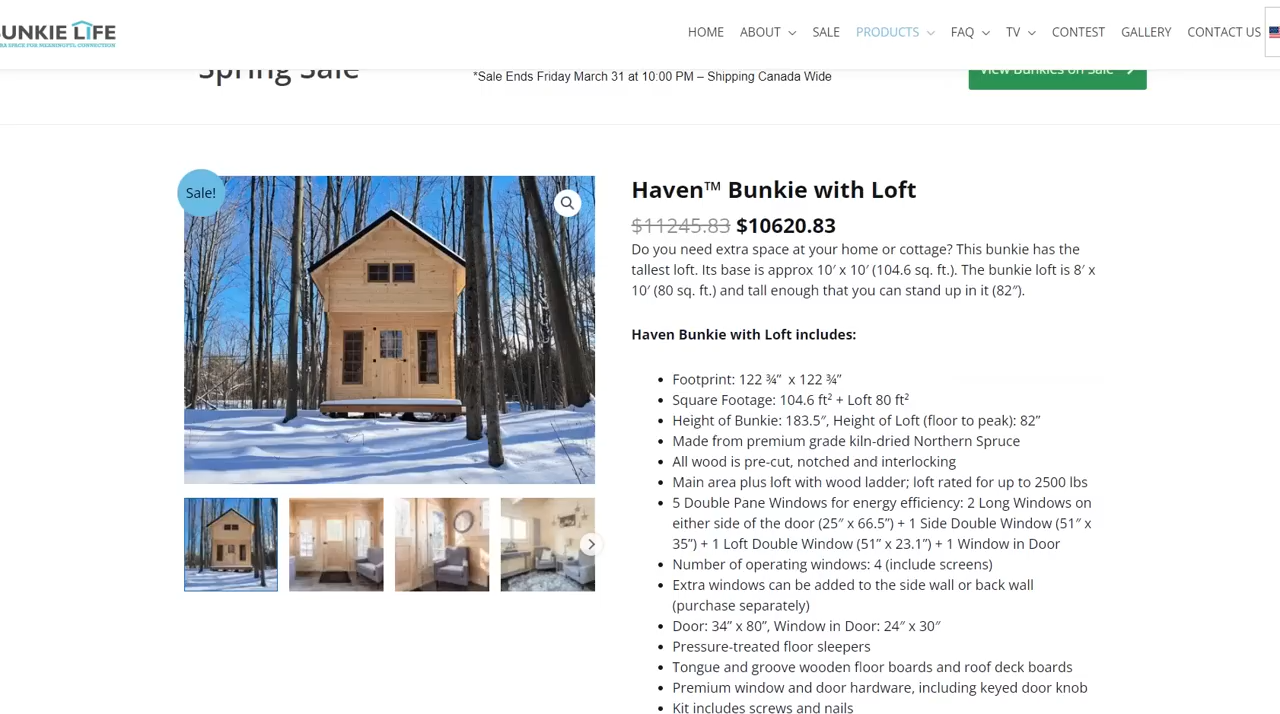 BUNKIE LIFE
EXTRA SPACE FOR MEANINGFUL CONNECTION
HOME ABOUT SALE PRODUCTS FAQ TV CONTEST GALLERY CONTACT US
Spring Sale
*Sale Ends Friday March 31 at 10:00 PM – Shipping Canada Wide
View Bunkies on Sale
Sale!
Haven™ Bunkie with Loft
$11245.83 $10620.83
Do you need extra space at your home or cottage? This bunkie has the
tallest loft. Its base is approx 10′ x 10′ (104.6 sq. ft.). The bunkie loft is 8′ x
10′ (80 sq. ft.) and tall enough that you can stand up in it (82″).
Haven Bunkie with Loft includes:
• Footprint: 122 ¾” x 122 ¾”
• Square Footage: 104.6 ft² + Loft 80 ft²
• Height of Bunkie: 183.5″, Height of Loft (floor to peak): 82”
• Made from premium grade kiln-dried Northern Spruce
• All wood is pre-cut, notched and interlocking
• Main area plus loft with wood ladder; loft rated for up to 2500 lbs
• 5 Double Pane Windows for energy efficiency: 2 Long Windows on
either side of the door (25″ x 66.5”) + 1 Side Double Window (51″ x
35”) + 1 Loft Double Window (51” x 23.1”) + 1 Window in Door
• Number of operating windows: 4 (include screens)
• Extra windows can be added to the side wall or back wall
(purchase separately)
• Door: 34” x 80”, Window in Door: 24″ x 30″
• Pressure-treated floor sleepers
• Tongue and groove wooden floor boards and roof deck boards
• Premium window and door hardware, including keyed door knob
• Kit includes screws and nails